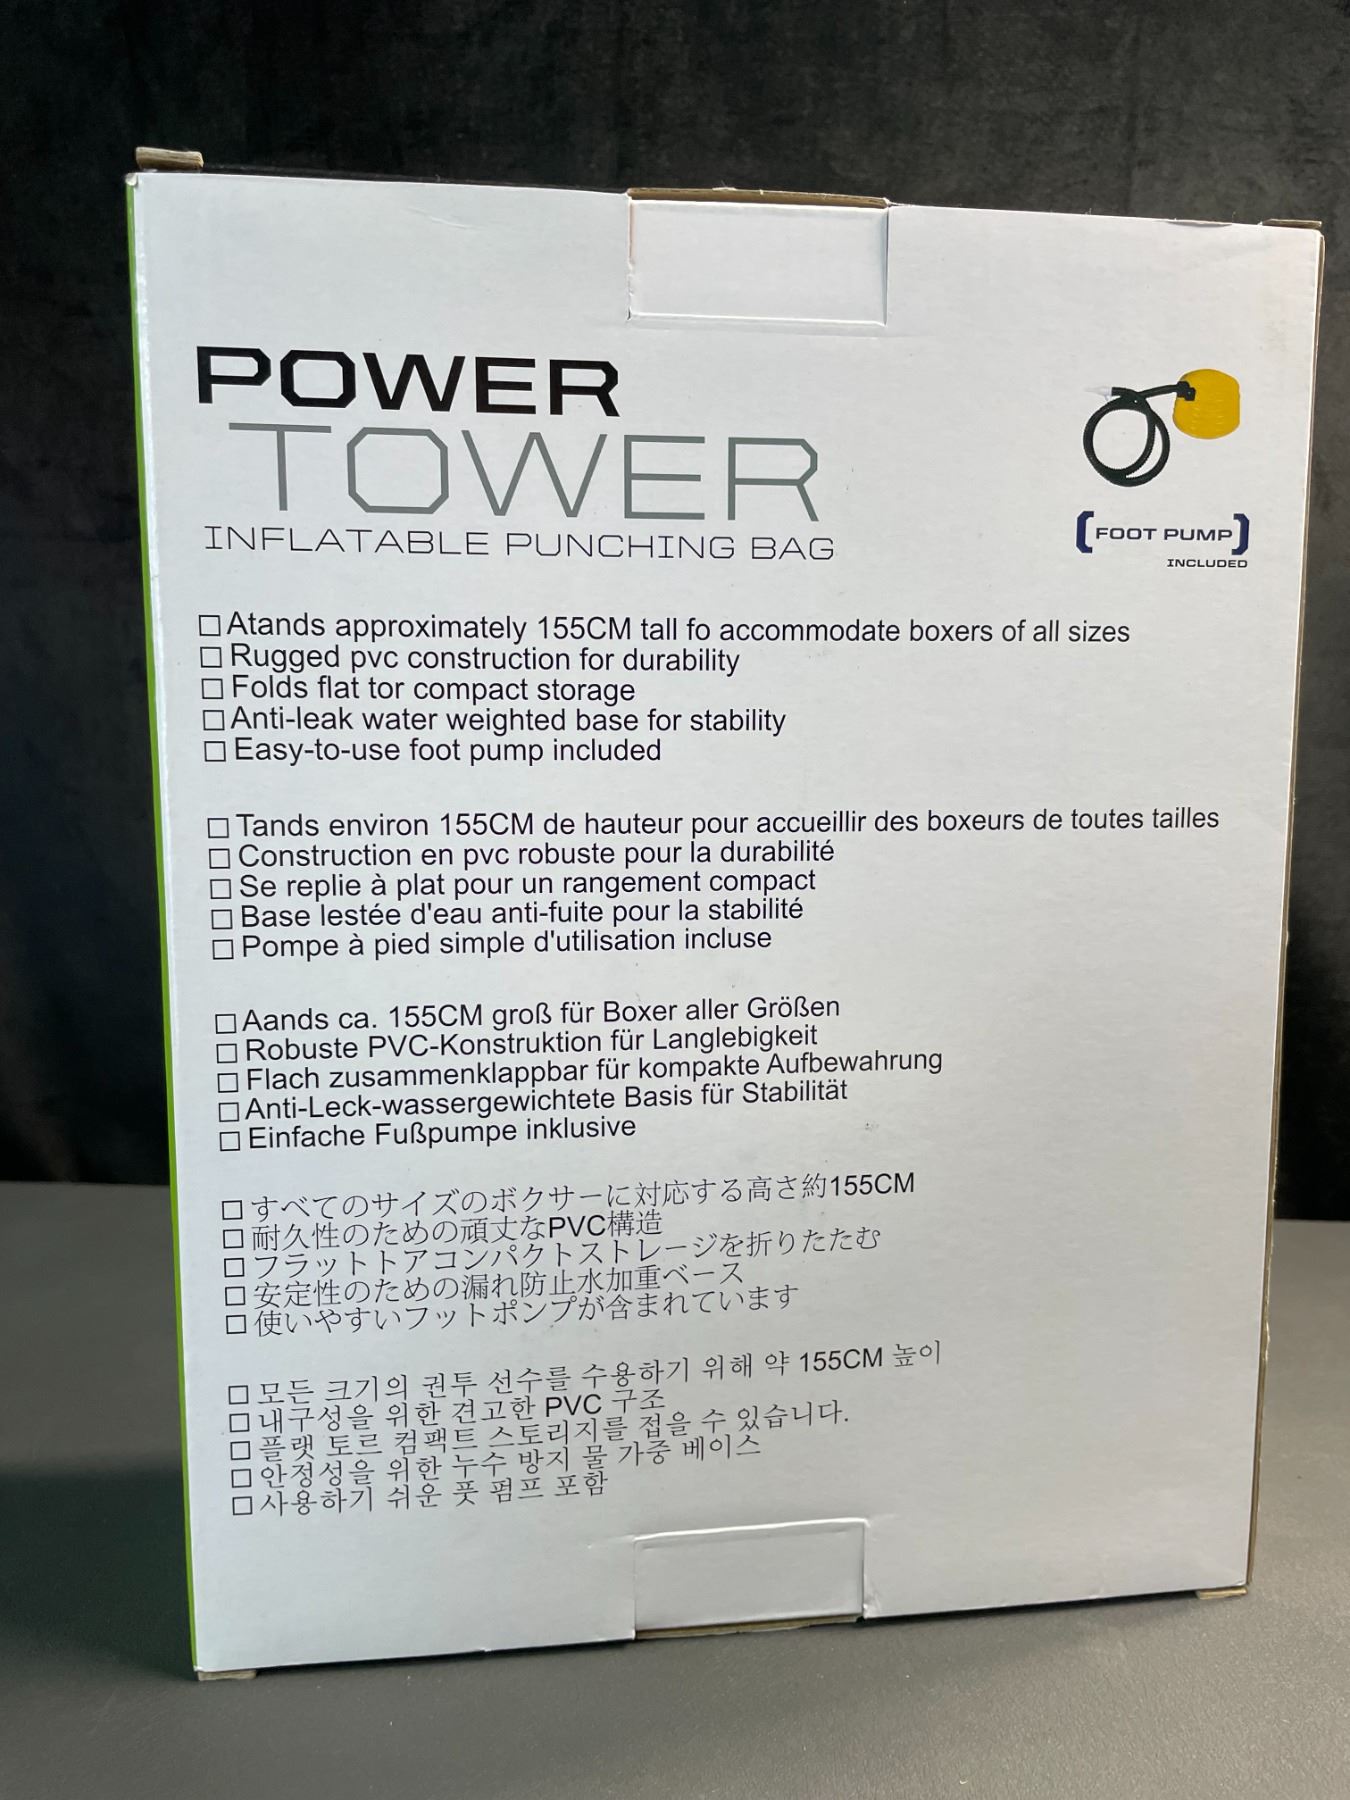 POWER
TOWER
INFLATABLE PUNCHING BAG
[FOOT PUMP]
INCLUDED
□ Atands approximately 155CM tall fo accommodate boxers of all sizes
□ Rugged pvc construction for durability
□ Folds flat tor compact storage
□ Anti-leak water weighted base for stability
□ Easy-to-use foot pump included
□ Tands environ 155CM de hauteur pour accueillir des boxeurs de toutes tailles
□ Construction en pvc robuste pour la durabilité
□ Se replie à plat pour un rangement compact
□ Base lestée d'eau anti-fuite pour la stabilité
□ Pompe à pied simple d'utilisation incluse
□ Aands ca. 155CM groß für Boxer aller Größen
□ Robuste PVC-Konstruktion für Langlebigkeit
□ Flach zusammenklappbar für kompakte Aufbewahrung
□ Anti-Leck-wassergewichtete Basis für Stabilität
□ Einfache Fußpumpe inklusive
□ すべてのサイズのボクサーに対応する高さ約155CM
□ 耐久性のための頑丈なPVC構造
□ フラットトアコンパクトストレージを折りたたむ
□ 安定性のための漏れ防止水加重ベース
□ 使いやすいフットポンプが含まれています
□ 모든 크기의 권투 선수를 수용하기 위해 약 155CM 높이
□ 내구성을 위한 견고한 PVC 구조
□ 플랫 토르 컴팩트 스토리지를 접을 수 있습니다.
□ 안정성을 위한 누수 방지 물 가중 베이스
□ 사용하기 쉬운 풋 펌프 포함